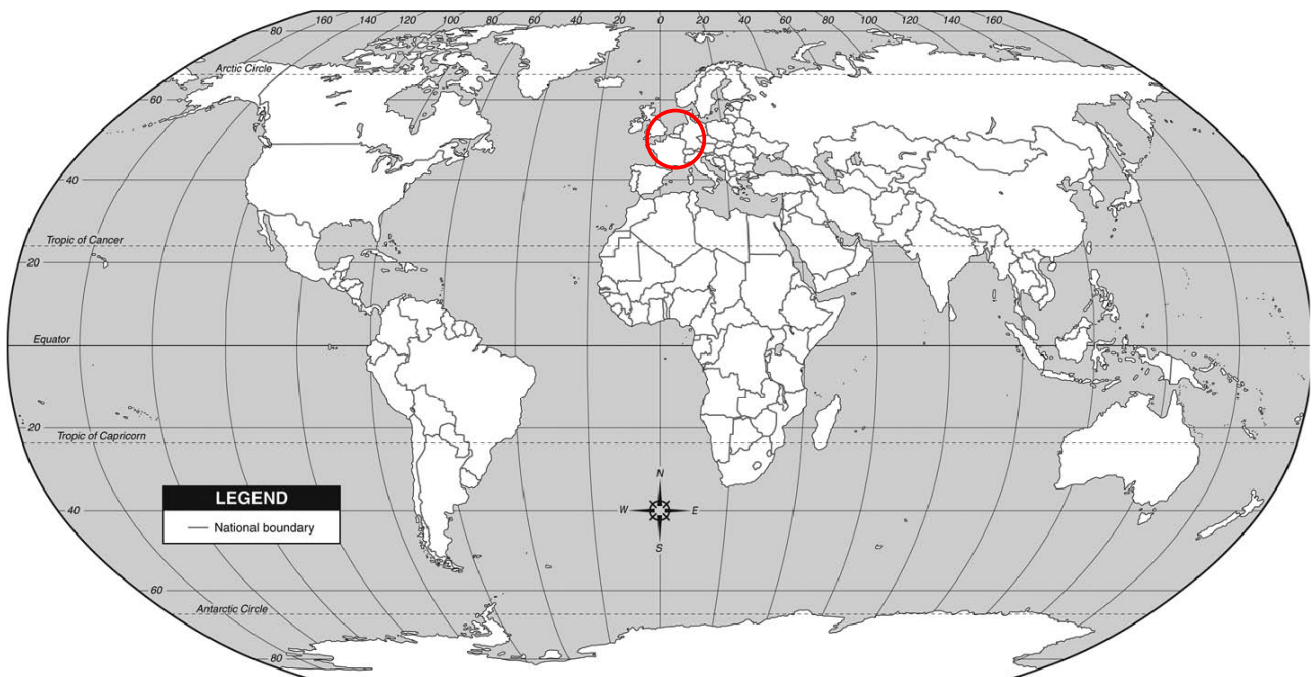 160 140 120 100 80 60 40 20 0 20 40 60 80 100 120 140 160
80
Arctic Circle
60
40
Tropic of Cancer
20
Equator
20
Tropic of Capricorn
LEGEND
National boundary
N
W E
S
40
60
Antarctic Circle
80